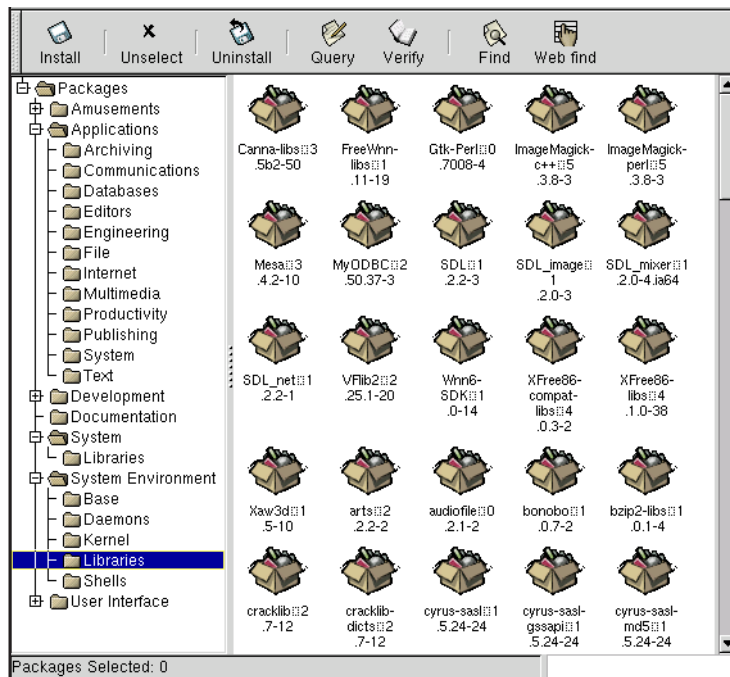 Install Unselect Uninstall Query Verify Find Web find
Packages
Amusements
Applications
Archiving
Communications
Databases
Editors
Engineering
File
Internet
Multimedia
Productivity
Publishing
System
Text
Development
Documentation
System
Libraries
System Environment
Base
Daemons
Kernel
Libraries
Shells
User Interface
Canna-libs▯3
.5b2-50
FreeWnn-
libs▯1
.11-19
Gtk-Perl▯0
.7008-4
ImageMagick-
c++▯5
.3.8-3
ImageMagick-
perl▯5
.3.8-3
Mesa▯3
.4.2-10
MyODBC▯2
.50.37-3
SDL▯1
.2.2-3
SDL_image▯
1
.2.0-3
SDL_mixer▯1
.2.0-4.ia64
SDL_net▯1
.2.2-1
VFlib2▯2
.25.1-20
Wnn6-
SDK▯1
.0-14
XFree86-
compat-
libs▯4
.0.3-2
XFree86-
libs▯4
.1.0-38
Xaw3d▯1
.5-10
arts▯2
.2.2-2
audiofile▯0
.2.1-2
bonobo▯1
.0.7-2
bzip2-libs▯1
.0.1-4
cracklib▯2
.7-12
cracklib-
dicts▯2
.7-12
cyrus-sasl▯1
.5.24-24
cyrus-sasl-
gssapi▯1
.5.24-24
cyrus-sasl-
md5▯1
.5.24-24
Packages Selected: 0